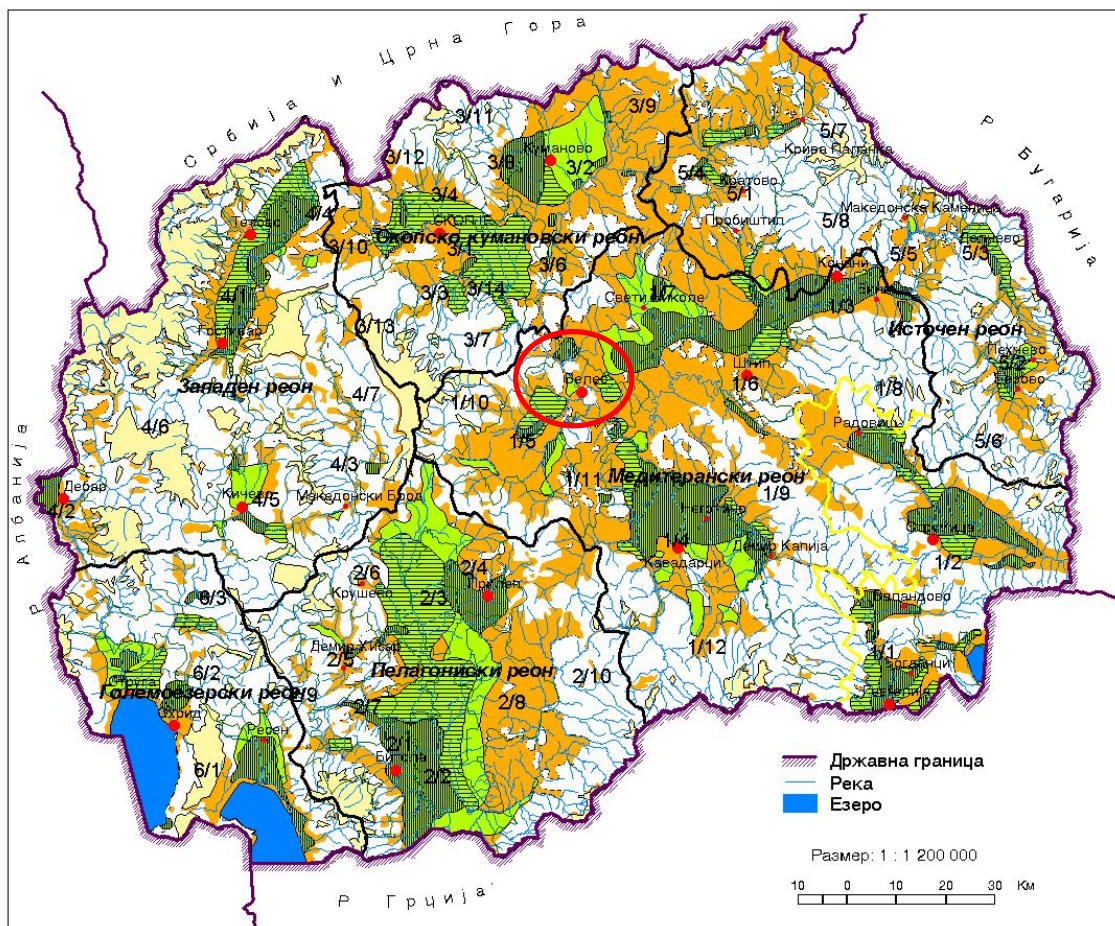 Србија и Црна Гора
3/11
3/9
3/12
3/8
Куманово
3/2
5/7
Крива Паланка
Р Бугарија
3/4
5/4
Кратово
5/1
Тетово
4/4
Македонска Каменица
Пробиштип
5/8
3/10
Скопско кумановски реон
3/1
5/5
Делчево
5/3
3/6
Кочани
4/1
3/3
3/14
1/7
Свети Николе
1/3
Гостивар
3/13
3/7
Источен реон
Пехчево
5/2
Берово
Западен реон
4/7
1/10
Велес
Штип
1/6
1/8
4/6
1/5
Радовиш
5/6
4/3
1/11
Медитерански реон
Албанија
Дебар
4/2
Кичево
4/5
Македонски Брод
1/9
Неготино
Струмица
1/4
Кавадарци
Демир Капија
1/2
2/4
Прилеп
2/6
Крушево
6/3
2/3
Валандово
Р
Демир Хисар
2/5
1/12
1/1
6/2
Пелагониски реон
2/10
Големоезерски реон
Струга
2/9
2/8
Гевгелија
Охрид
2/7
Ресен
2/1
Битола
2/2
6/1
Државна граница
Река
Езеро
Размер: 1 : 1 200 000
10 0 10 20 30 Км
Р Грција